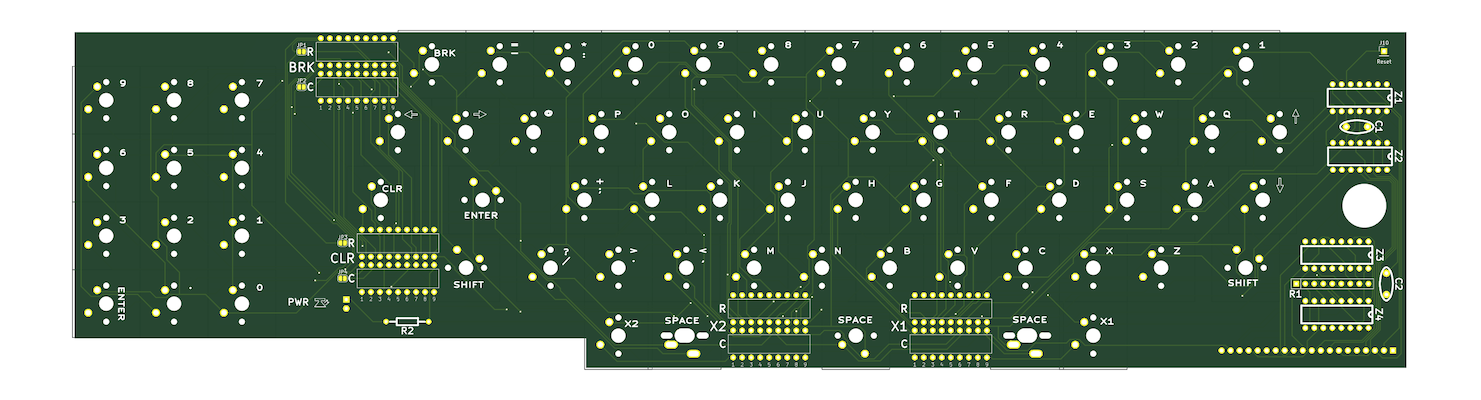 JP1 R
BRK
JP2 C
1 2 3 4 5 6 7 8 9
BRK = - * : 0 9 8 7 6 5 4 3 2 1
J10
Reset
9 8 7
@ P O I U Y T R E W Q
Z1
C1
Z2
6 5 4
CLR
ENTER
+ ; L K J H G F D S A
3 2 1
JP3 R
CLR
JP4 C
1 2 3 4 5 6 7 8 9
SHIFT
? / > . < , M N B V C X Z
SHIFT
Z3
R1
C2
Z4
ENTER . 0
PWR
R2
X2
SPACE
R
X2
C
1 2 3 4 5 6 7 8 9
SPACE
R
X1
C
1 2 3 4 5 6 7 8 9
SPACE
X1